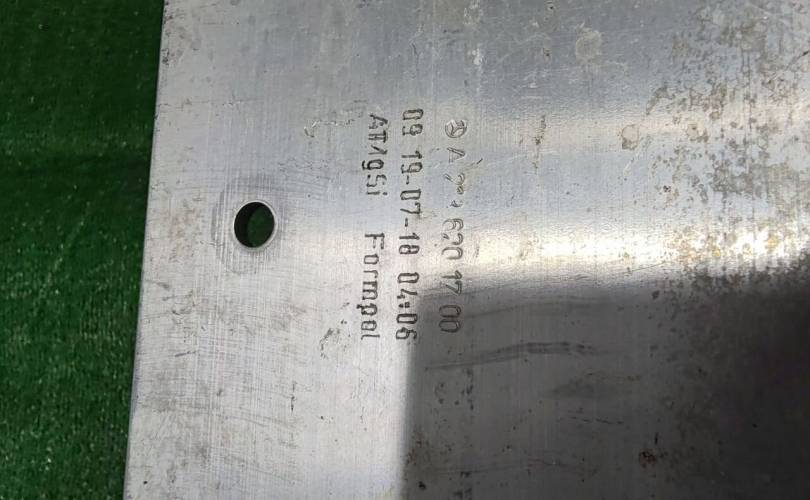 A 620 17 00
09 19-07-18 04:06
AlMgSi Formpol